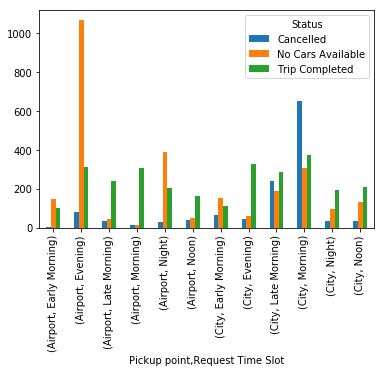 Status
Cancelled
No Cars Available
Trip Completed
1000
800
600
400
200
0
(Airport, Early Morning)
(Airport, Evening)
(Airport, Late Morning)
(Airport, Morning)
(Airport, Night)
(Airport, Noon)
(City, Early Morning)
(City, Evening)
(City, Late Morning)
(City, Morning)
(City, Night)
(City, Noon)
Pickup point,Request Time Slot